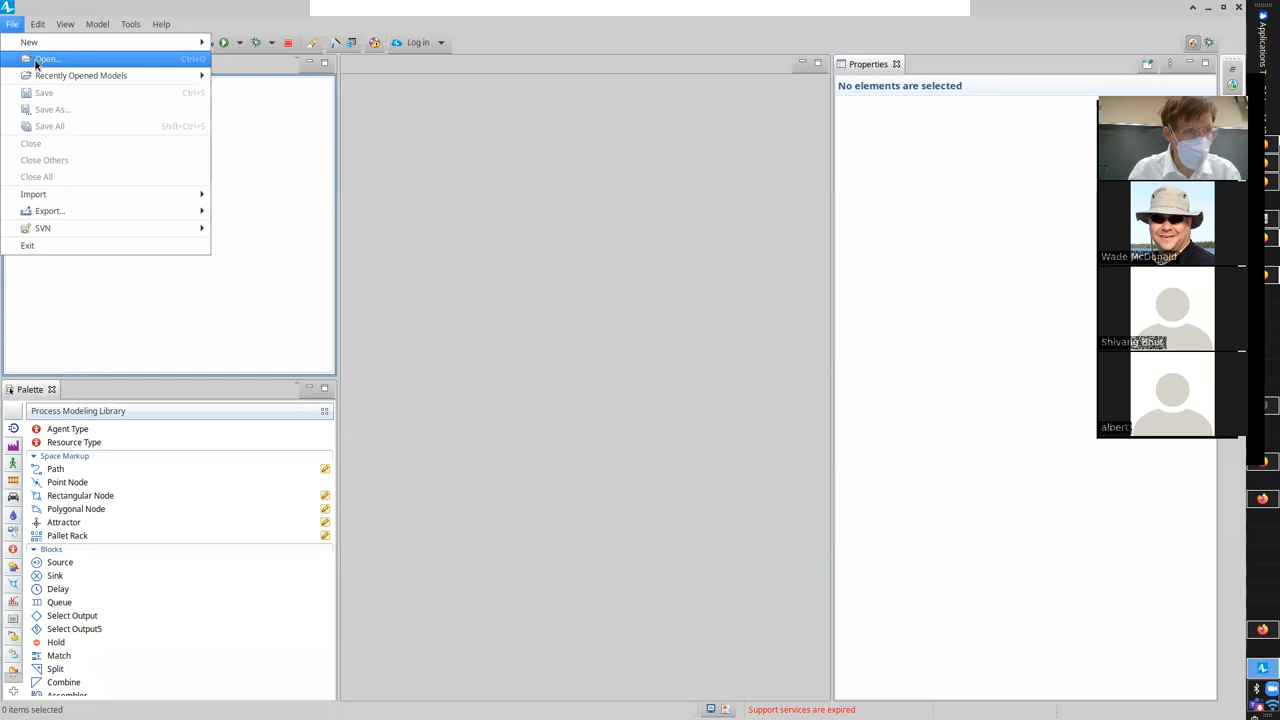 File Edit View Model Tools Help
New
Open... Ctrl+O
Recently Opened Models
Save Ctrl+S
Save As...
Save All Shift+Ctrl+S
Close
Close Others
Close All
Import
Export...
SVN
Exit
Log in
Properties
No elements are selected
Applications
Wade McDonald
Shivang Bhatt
albert
Palette
Process Modeling Library
Agent Type
Resource Type
Space Markup
Path
Point Node
Rectangular Node
Polygonal Node
Attractor
Pallet Rack
Blocks
Source
Sink
Delay
Queue
Select Output
Select Output5
Hold
Match
Split
Combine
Assembler
0 items selected
Support services are expired